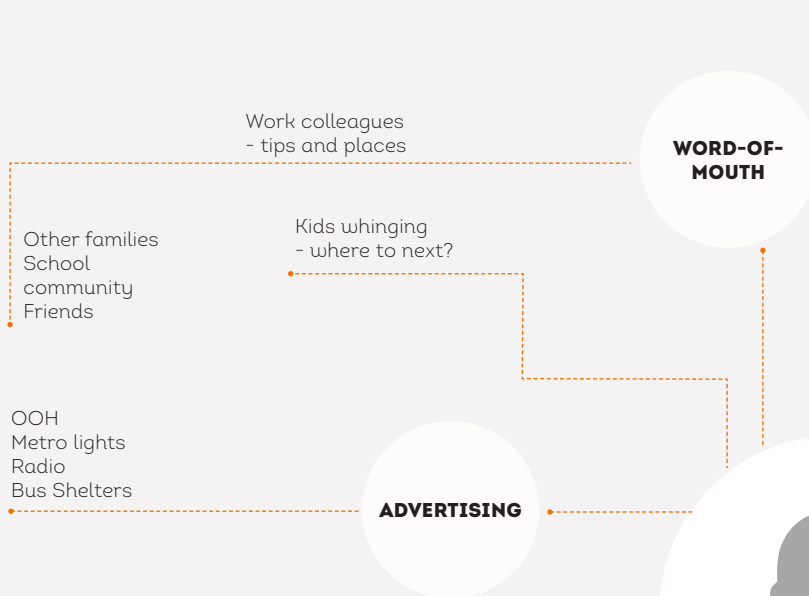 Work colleagues
- tips and places
WORD-OF-
MOUTH
Kids whinging
- where to next?
Other families
School
community
Friends
OOH
Metro lights
Radio
Bus Shelters
ADVERTISING